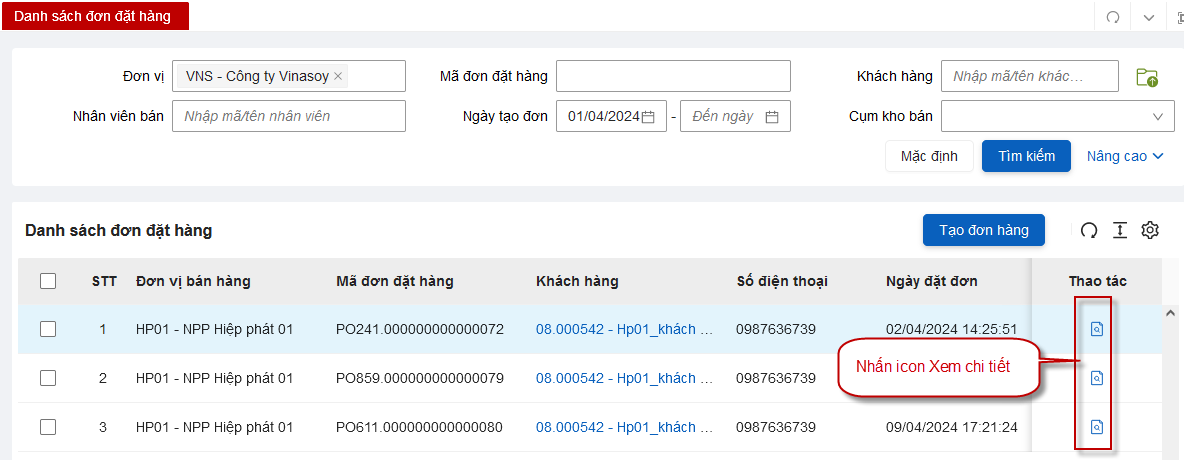 Danh sách đơn đặt hàng
Đơn vị VNS - Công ty Vinasoy × Mã đơn đặt hàng Khách hàng Nhập mã/tên khác…
Nhân viên bán Nhập mã/tên nhân viên Ngày tạo đơn 01/04/2024 - Đến ngày Cụm kho bán
Mặc định Tìm kiếm Nâng cao
Danh sách đơn đặt hàng Tạo đơn hàng
STT Đơn vị bán hàng Mã đơn đặt hàng Khách hàng Số điện thoại Ngày đặt đơn Thao tác
1 HP01 - NPP Hiệp phát 01 PO241.000000000000072 08.000542 - Hp01_khách ... 0987636739 02/04/2024 14:25:51
Nhấn icon Xem chi tiết
2 HP01 - NPP Hiệp phát 01 PO859.000000000000079 08.000542 - Hp01_khách ... 0987636739
3 HP01 - NPP Hiệp phát 01 PO611.000000000000080 08.000542 - Hp01_khách ... 0987636739 09/04/2024 17:21:24